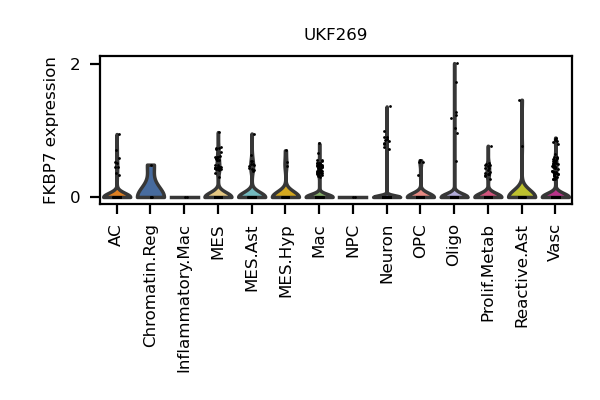 UKF269
FKBP7 expression
2
0
AC
Chromatin.Reg
Inflammatory.Mac
MES
MES.Ast
MES.Hyp
Mac
NPC
Neuron
OPC
Oligo
Prolif.Metab
Reactive.Ast
Vasc